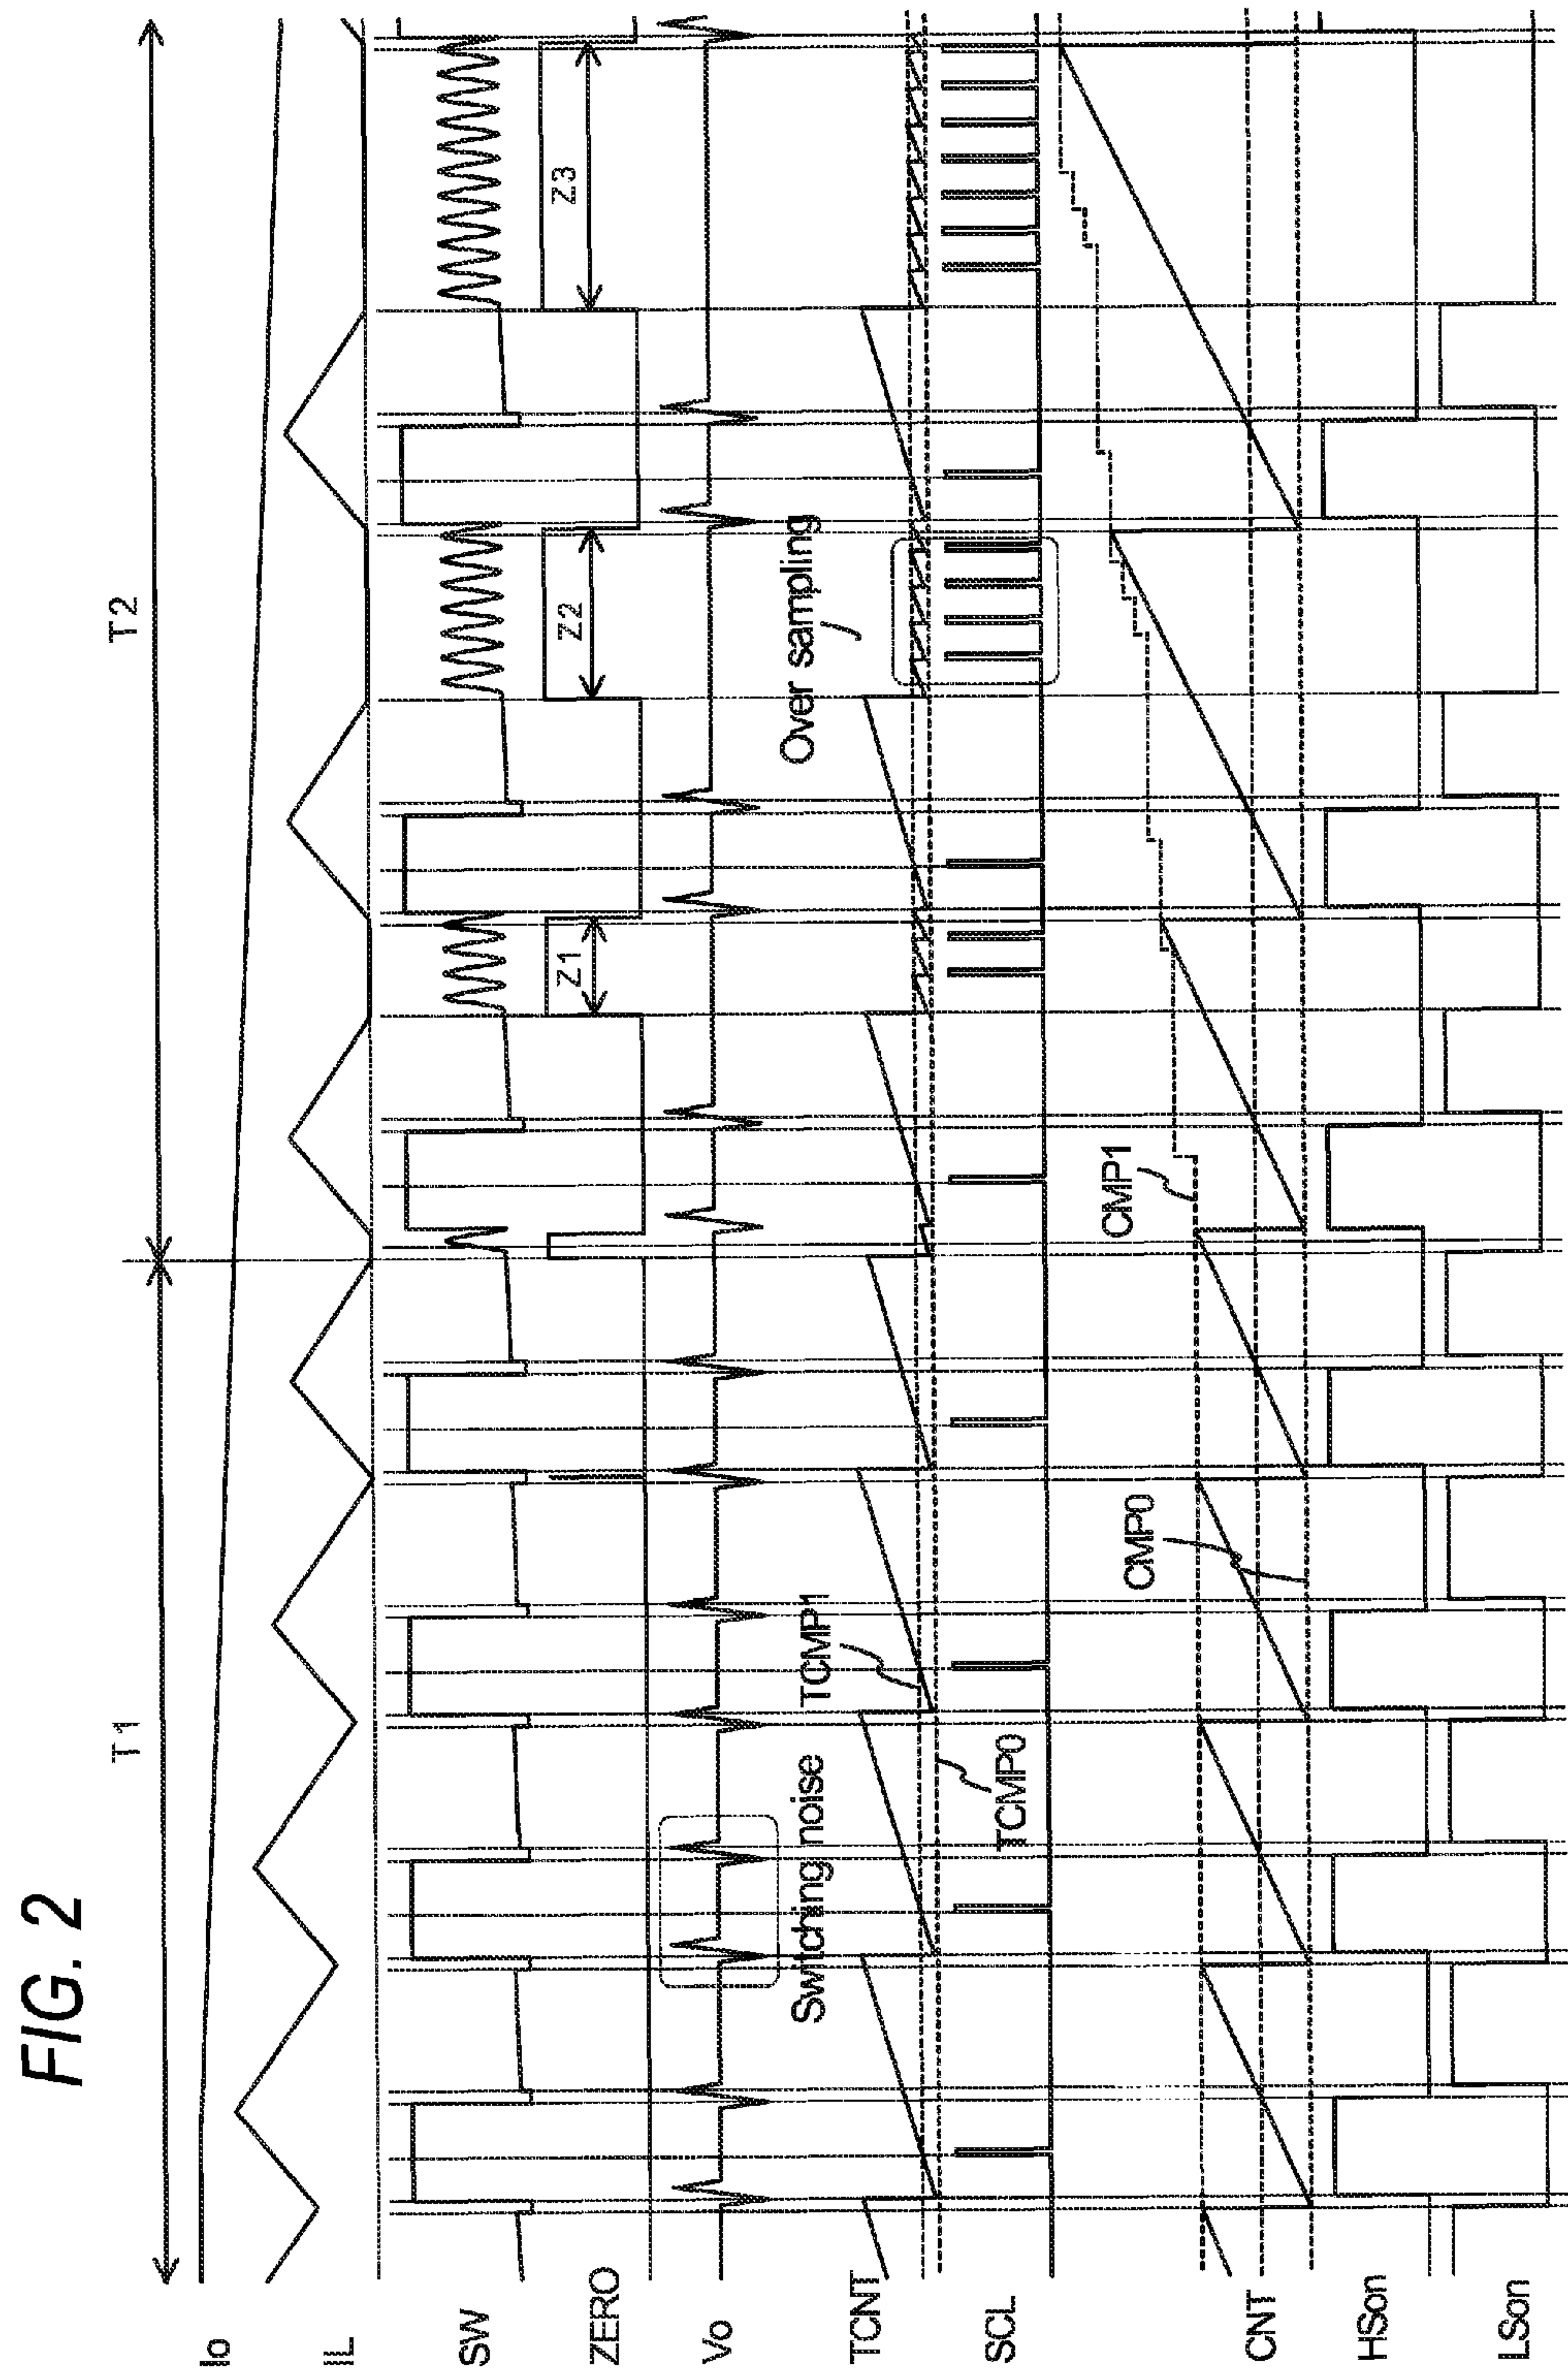 FIG. 2
T1
T2
Io
IL
SW
ZERO
Z1
Z2
Z3
Vo
Switching noise
Over sampling
TCNT
TCMP1
TCMP0
SCL
CMP1
CMP0
CNT
HSon
LSon